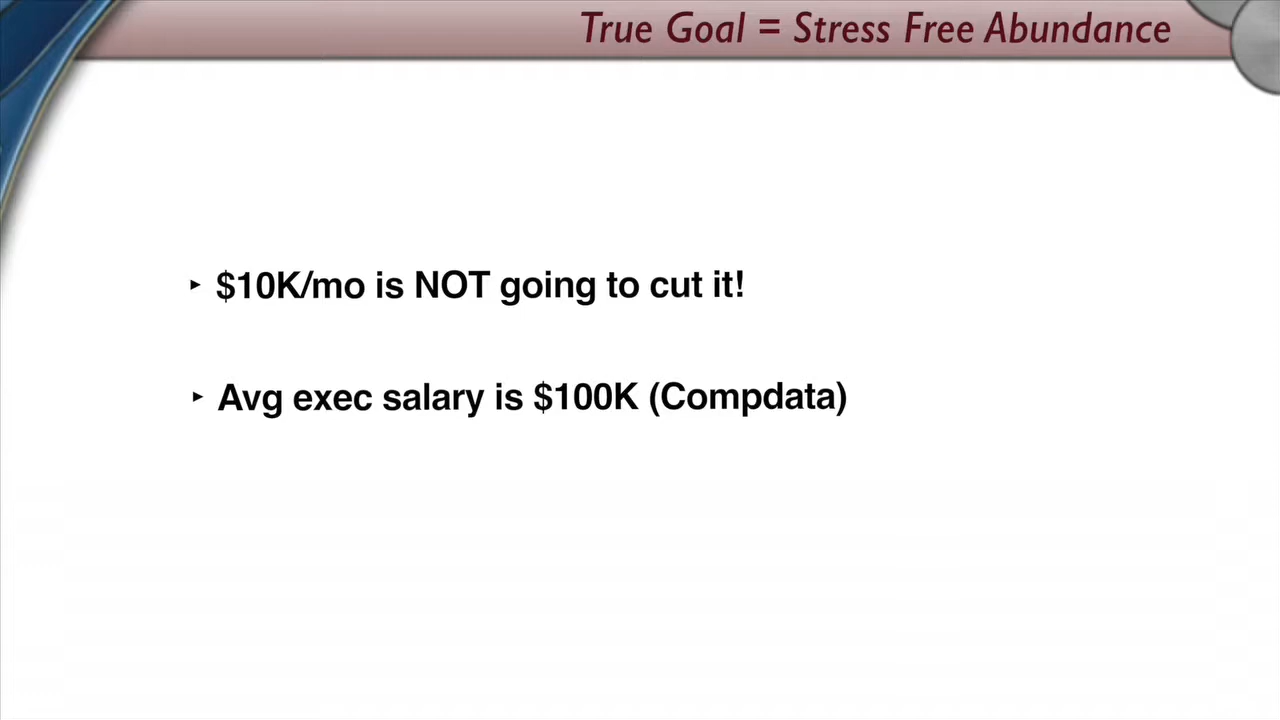 True Goal = Stress Free Abundance
‣ $10K/mo is NOT going to cut it!
‣ Avg exec salary is $100K (Compdata)